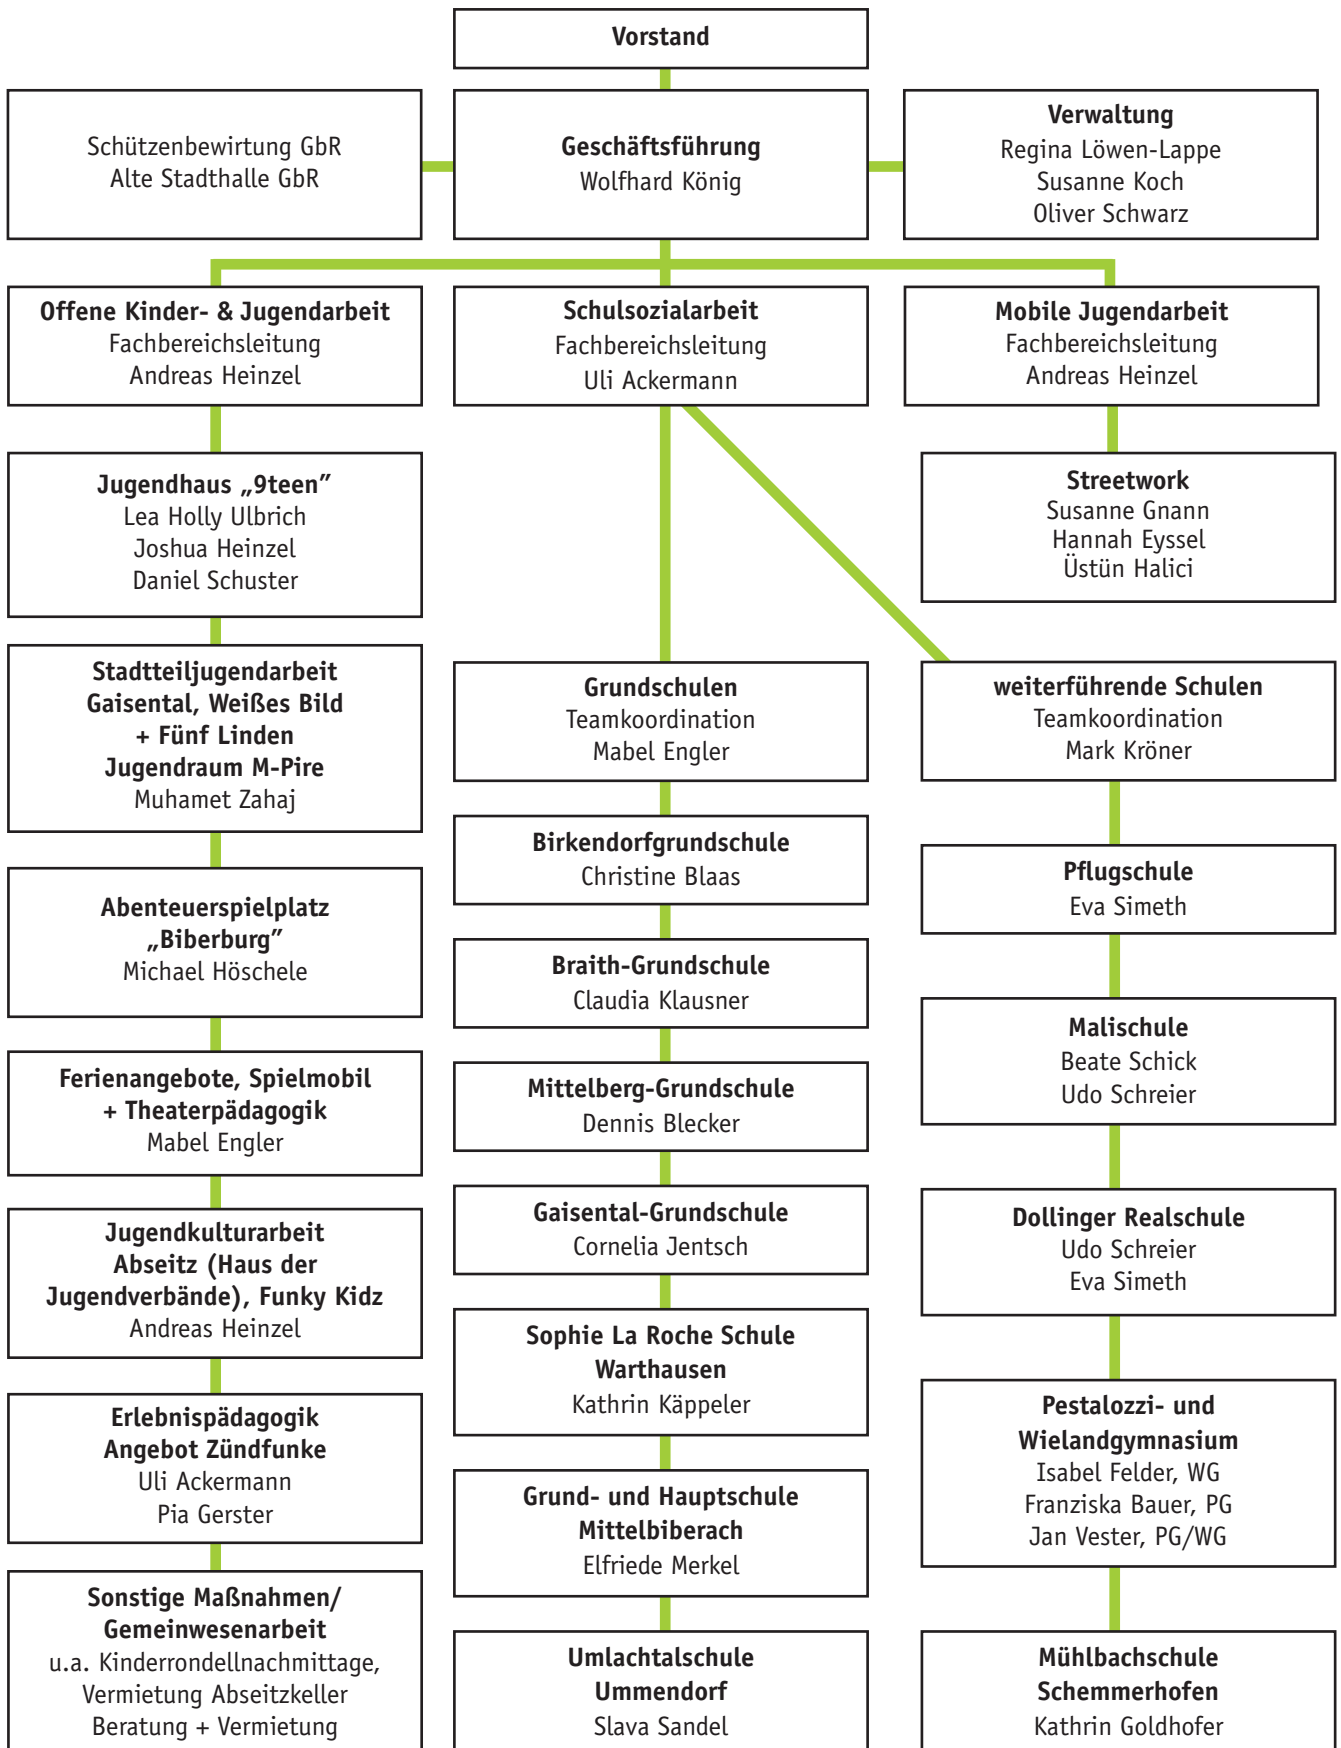 Vorstand
Schützenbewirtung GbR
Alte Stadthalle GbR
Geschäftsführung
Wolfhard König
Verwaltung
Regina Löwen-Lappe
Susanne Koch
Oliver Schwarz
Offene Kinder- & Jugendarbeit
Fachbereichsleitung
Andreas Heinzel
Schulsozialarbeit
Fachbereichsleitung
Uli Ackermann
Mobile Jugendarbeit
Fachbereichsleitung
Andreas Heinzel
Jugendhaus „9teen”
Lea Holly Ulbrich
Joshua Heinzel
Daniel Schuster
Stadtteiljugendarbeit
Gaisental, Weißes Bild
+ Fünf Linden
Jugendraum M-Pire
Muhamet Zahaj
Abenteuerspielplatz
„Biberburg”
Michael Höschele
Ferienangebote, Spielmobil
+ Theaterpädagogik
Mabel Engler
Jugendkulturarbeit
Abseitz (Haus der
Jugendverbände), Funky Kidz
Andreas Heinzel
Erlebnispädagogik
Angebot Zündfunke
Uli Ackermann
Pia Gerster
Sonstige Maßnahmen/
Gemeinwesenarbeit
u.a. Kinderrondellnachmittage,
Vermietung Abseitzkeller
Beratung + Vermietung
Grundschulen
Teamkoordination
Mabel Engler
Birkendorfgrundschule
Christine Blaas
Braith-Grundschule
Claudia Klausner
Mittelberg-Grundschule
Dennis Blecker
Gaisental-Grundschule
Cornelia Jentsch
Sophie La Roche Schule
Warthausen
Kathrin Käppeler
Grund- und Hauptschule
Mittelbiberach
Elfriede Merkel
Umlachtalschule
Ummendorf
Slava Sandel
Streetwork
Susanne Gnann
Hannah Eyssel
Üstün Halici
weiterführende Schulen
Teamkoordination
Mark Kröner
Pflugschule
Eva Simeth
Malischule
Beate Schick
Udo Schreier
Dollinger Realschule
Udo Schreier
Eva Simeth
Pestalozzi- und
Wielandgymnasium
Isabel Felder, WG
Franziska Bauer, PG
Jan Vester, PG/WG
Mühlbachschule
Schemmerhofen
Kathrin Goldhofer